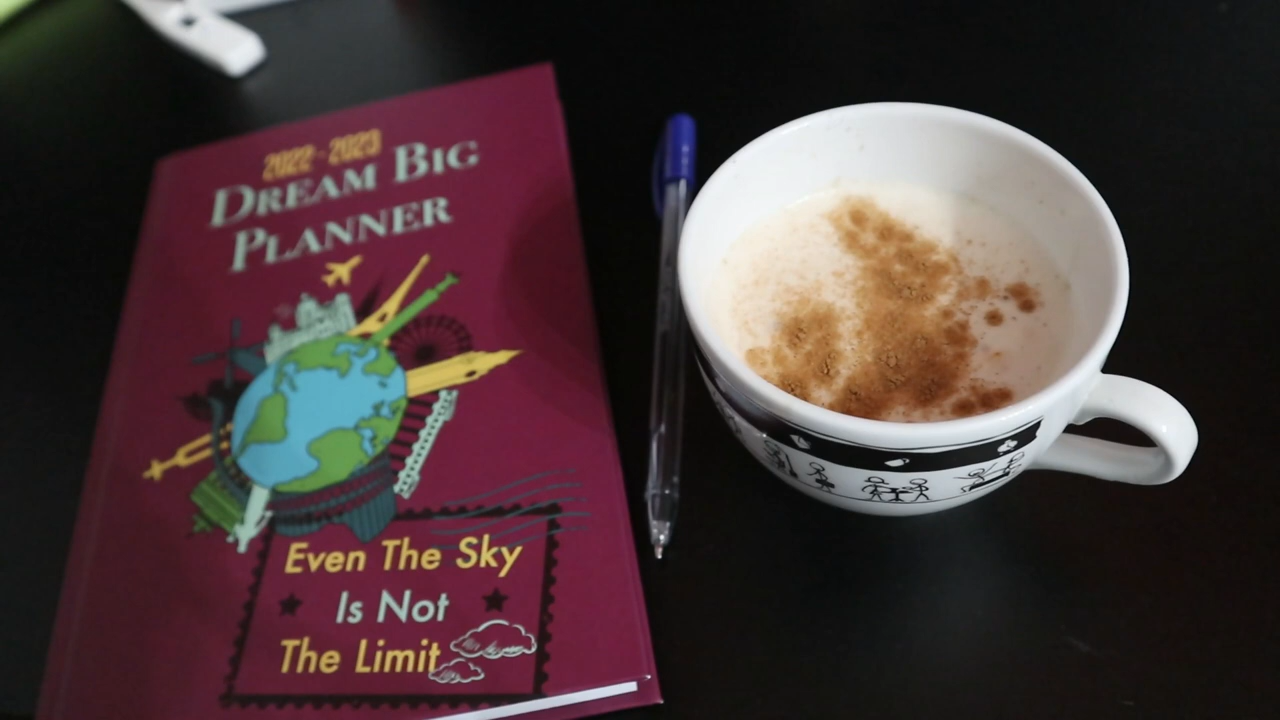 2022-2023
DREAM BIG
PLANNER
Even The Sky
Is Not
The Limit